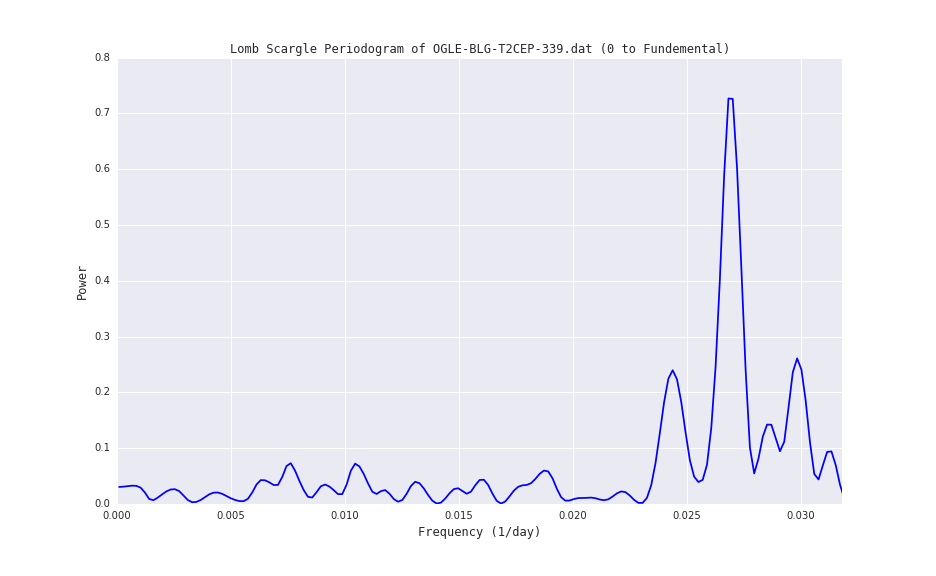 Lomb Scargle Periodogram of OGLE-BLG-T2CEP-339.dat (0 to Fundemental)
0.8
0.7
0.6
0.5
0.4
0.3
0.2
0.1
0.0
Power
0.000 0.005 0.010 0.015 0.020 0.025 0.030
Frequency (1/day)